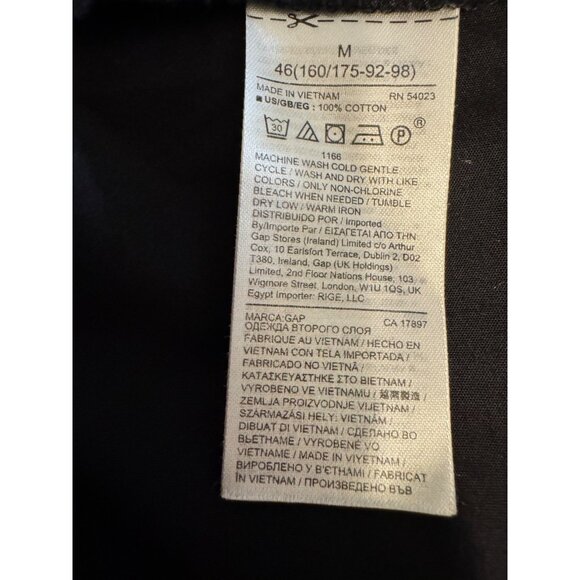 M
46(160/175-92-98)
MADE IN VIETNAM RN 54023
■ US/GB/EG : 100% COTTON
30 P ®
1166
MACHINE WASH COLD GENTLE
CYCLE / WASH AND DRY WITH LIKE
COLORS / ONLY NON-CHLORINE
BLEACH WHEN NEEDED / TUMBLE
DRY LOW / WARM IRON
DISTRIBUIDO POR / Imported
By/Importe Par / ΕΙΣΑΓΕΤΑΙ ΑΠΟ ΤΗΝ
Gap Stores (Ireland) Limited c/o Arthur
Cox, 10 Earlsfort Terrace, Dublin 2, D02
T380, Ireland, Gap (UK Holdings)
Limited, 2nd Floor Nations House, 103
Wigmore Street, London, W1U 1QS, UK
Egypt Importer: RIGE, LLC
MARCA:GAP CA 17897
ОДЕЖДА ВТОРОГО СЛОЯ
FABRIQUE AU VIETNAM / HECHO EN
VIETNAM CON TELA IMPORTADA /
FABRICADO NO VIETNÃ /
ΚΑΤΑΣΚΕΥΑΣΤΗΚΕ ΣΤΟ ΒΙΕΤΝΑΜ /
VYROBENO VE VIETNAMU / 越南製造 /
ZEMLJA PROIZVODNJE VIJETNAM /
SZÁRMAZÁSI HELY: VIETNÁM /
DIBUAT DI VIETNAM / СДЕЛАНО ВО
ВЬЕТНАМЕ / VYROBENÉ VO
VIETNAME / MADE IN VIYETNAM /
ВИРОБЛЕНО У В'ЄТНАМІ / FABRICAT
ÎN VIETNAM / ПРОИЗВЕДЕНО ВЪВ